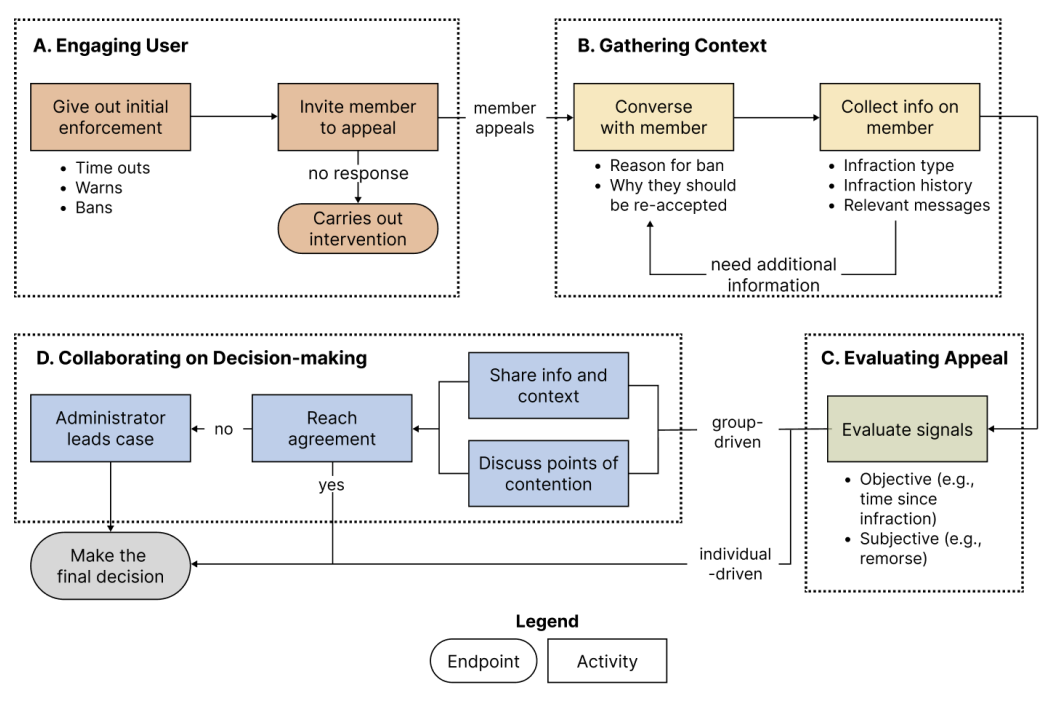 A. Engaging User
Give out initial
enforcement
• Time outs
• Warns
• Bans
Invite member
to appeal
no response
Carries out
intervention
member
appeals
B. Gathering Context
Converse
with member
• Reason for ban
• Why they should
be re-accepted
Collect info on
member
• Infraction type
• Infraction history
• Relevant messages
need additional
information
C. Evaluating Appeal
Evaluate signals
• Objective (e.g.,
time since
infraction)
• Subjective (e.g.,
remorse)
group-
driven
individual
-driven
D. Collaborating on Decision-making
Share info and
context
Discuss points of
contention
Reach
agreement
no
yes
Administrator
leads case
Make the
final decision
Legend
Endpoint
Activity